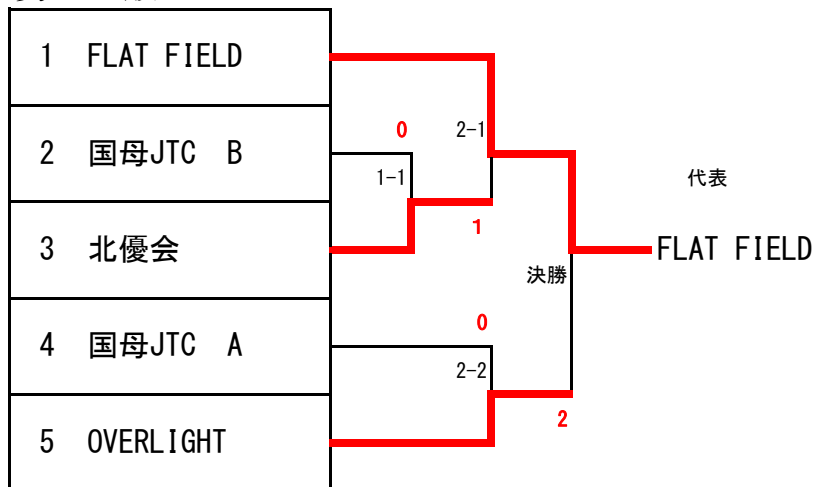 1 FLAT FIELD
2 国母JTC B
3 北優会
4 国母JTC A
5 OVERLIGHT
0
2-1
1-1
1
代表
FLAT FIELD
決勝
0
2-2
2